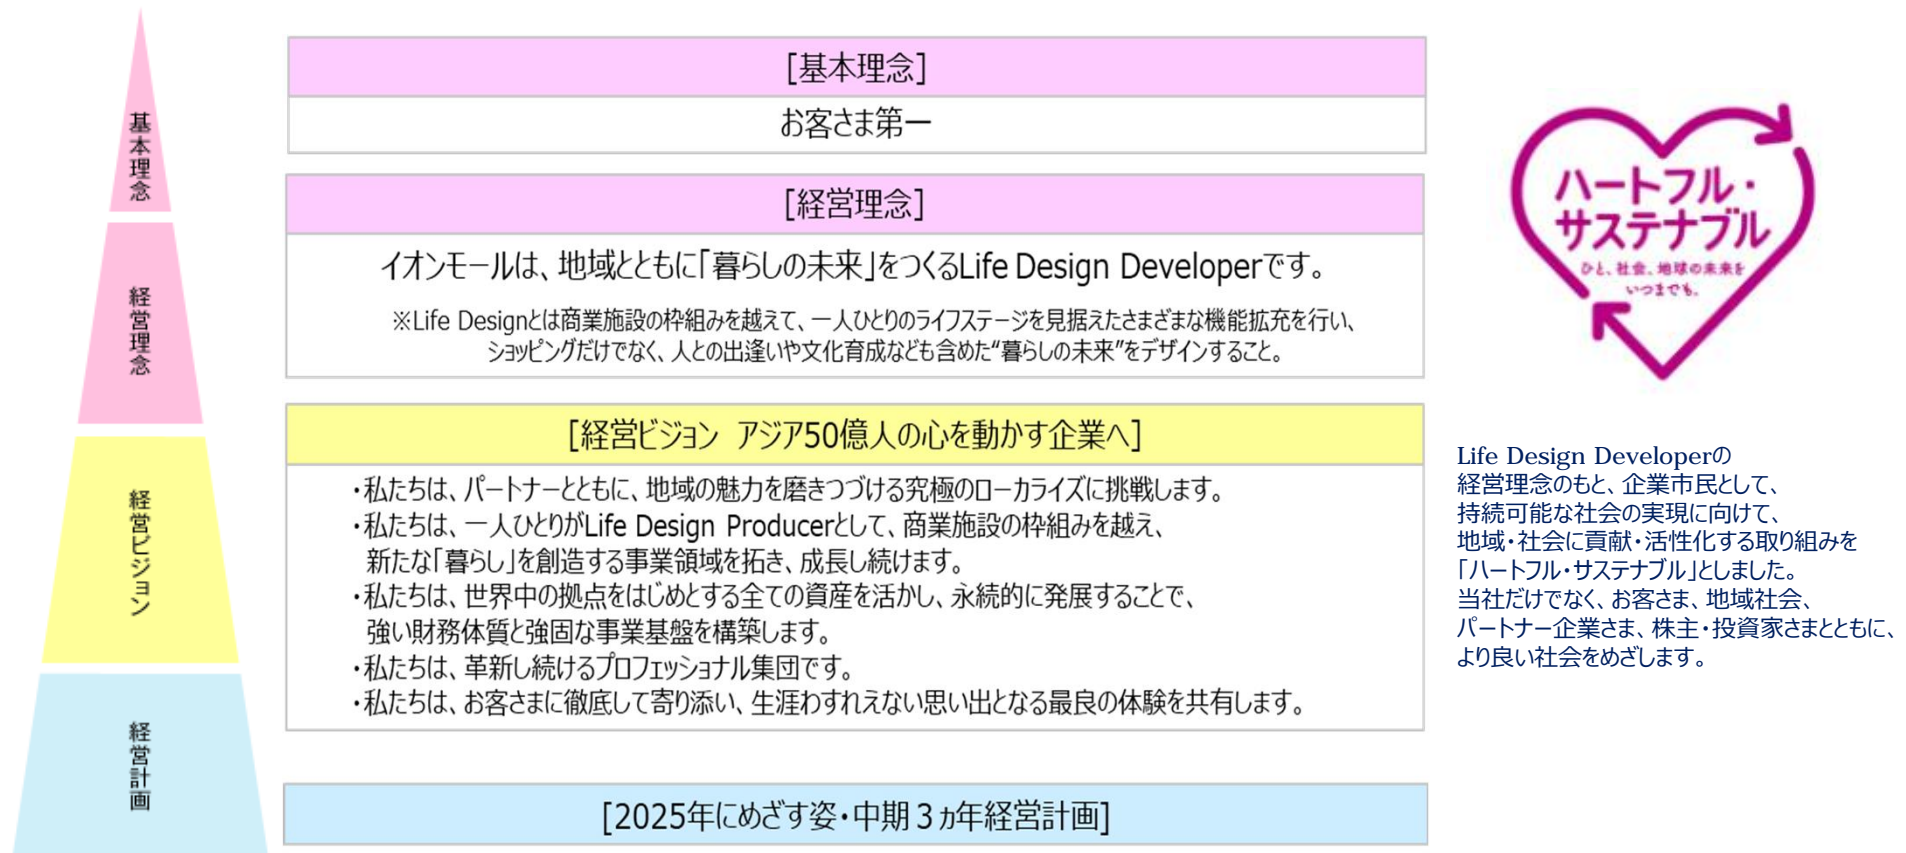 基本理念
経営理念
経営ビジョン
経営計画
[基本理念]
お客さま第一
[経営理念]
イオンモールは、地域とともに「暮らしの未来」をつくるLife Design Developerです。
※Life Designとは商業施設の枠組みを越えて、一人ひとりのライフステージを見据えたさまざまな機能拡充を行い、
ショッピングだけでなく、人との出逢いや文化育成なども含めた“暮らしの未来”をデザインすること。
[経営ビジョン アジア50億人の心を動かす企業へ]
・私たちは、パートナーとともに、地域の魅力を磨きつづける究極のローカライズに挑戦します。
・私たちは、一人ひとりがLife Design Producerとして、商業施設の枠組みを越え、
新たな「暮らし」を創造する事業領域を拓き、成長し続けます。
・私たちは、世界中の拠点をはじめとする全ての資産を活かし、永続的に発展することで、
強い財務体質と強固な事業基盤を構築します。
・私たちは、革新し続けるプロフェッショナル集団です。
・私たちは、お客さまに徹底して寄り添い、生涯わすれえない思い出となる最良の体験を共有します。
[2025年にめざす姿・中期３ヵ年経営計画]
ハートフル・
サステナブル
ひと、社会、地球の未来を
いつまでも。
Life Design Developerの
経営理念のもと、企業市民として、
持続可能な社会の実現に向けて、
地域・社会に貢献・活性化する取り組みを
「ハートフル・サステナブル」としました。
当社だけでなく、お客さま、地域社会、
パートナー企業さま、株主・投資家さまとともに、
より良い社会をめざします。